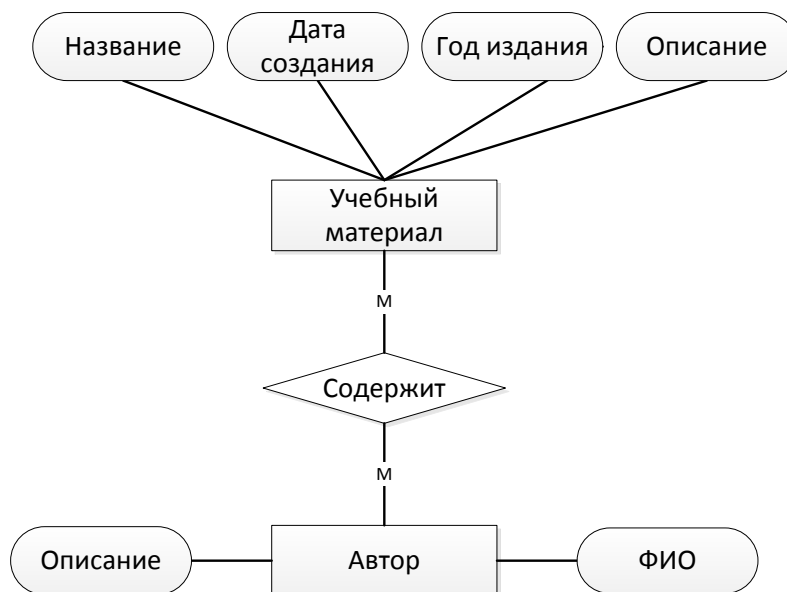 Название
Дата
создания
Год издания
Описание
Учебный
материал
м
Содержит
м
Описание
Автор
ФИО